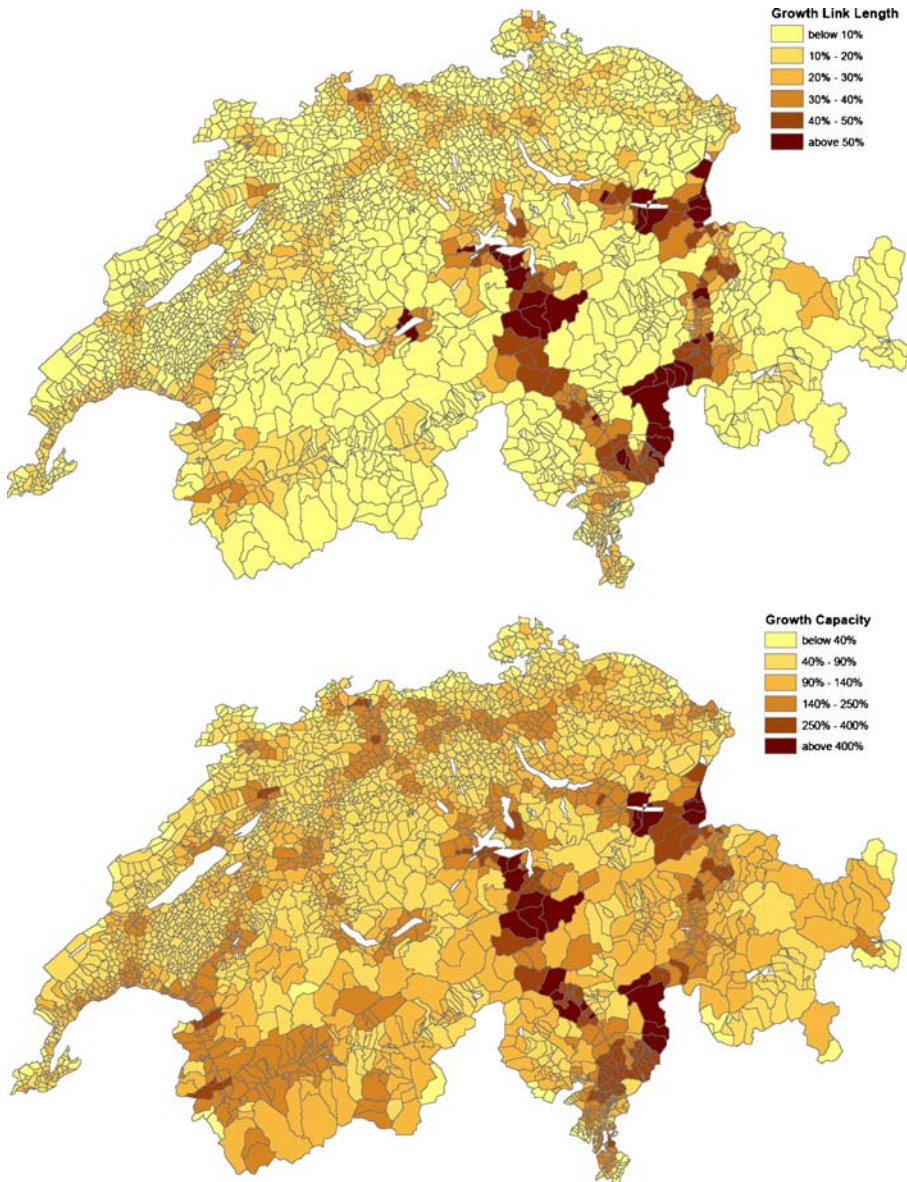 Growth Link Length
below 10%
10% - 20%
20% - 30%
30% - 40%
40% - 50%
above 50%
Growth Capacity
below 40%
40% - 90%
90% - 140%
140% - 250%
250% - 400%
above 400%